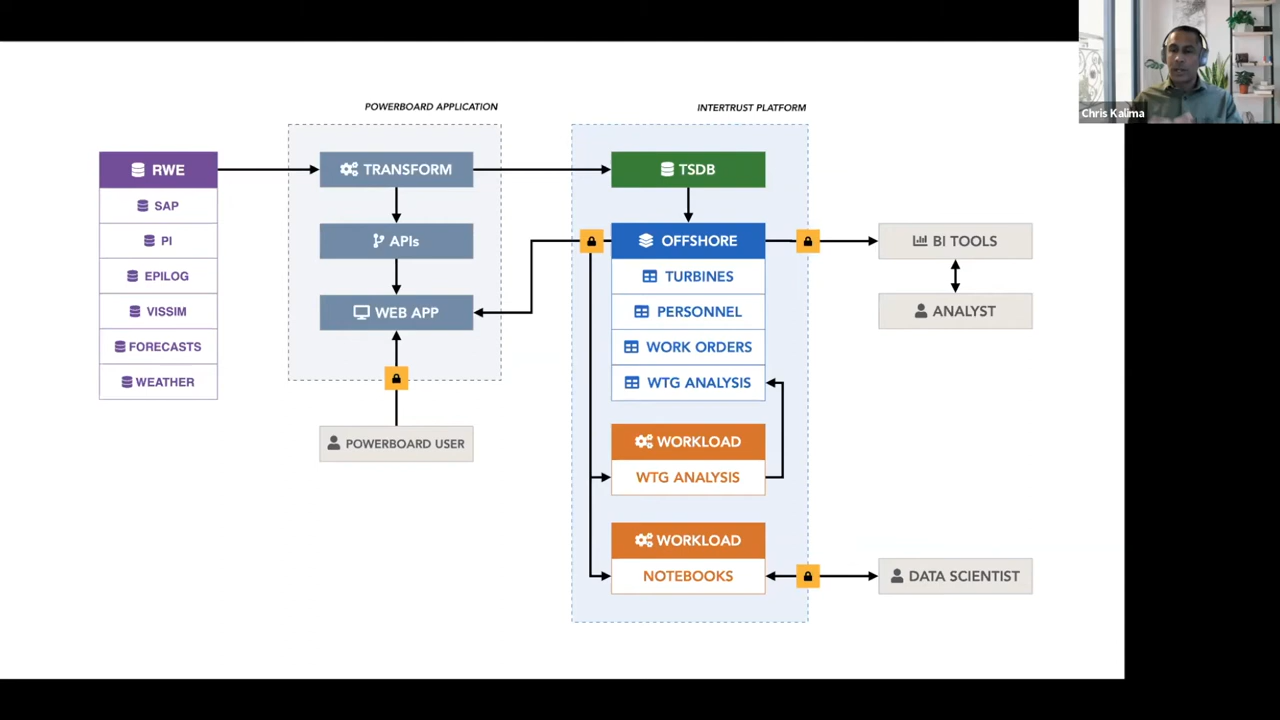 Chris Kalima
POWERBOARD APPLICATION
INTERTRUST PLATFORM
RWE
SAP
PI
EPILOG
VISSIM
FORECASTS
WEATHER
TRANSFORM
APIs
WEB APP
POWERBOARD USER
TSDB
OFFSHORE
TURBINES
PERSONNEL
WORK ORDERS
WTG ANALYSIS
WORKLOAD
WTG ANALYSIS
WORKLOAD
NOTEBOOKS
BI TOOLS
ANALYST
DATA SCIENTIST